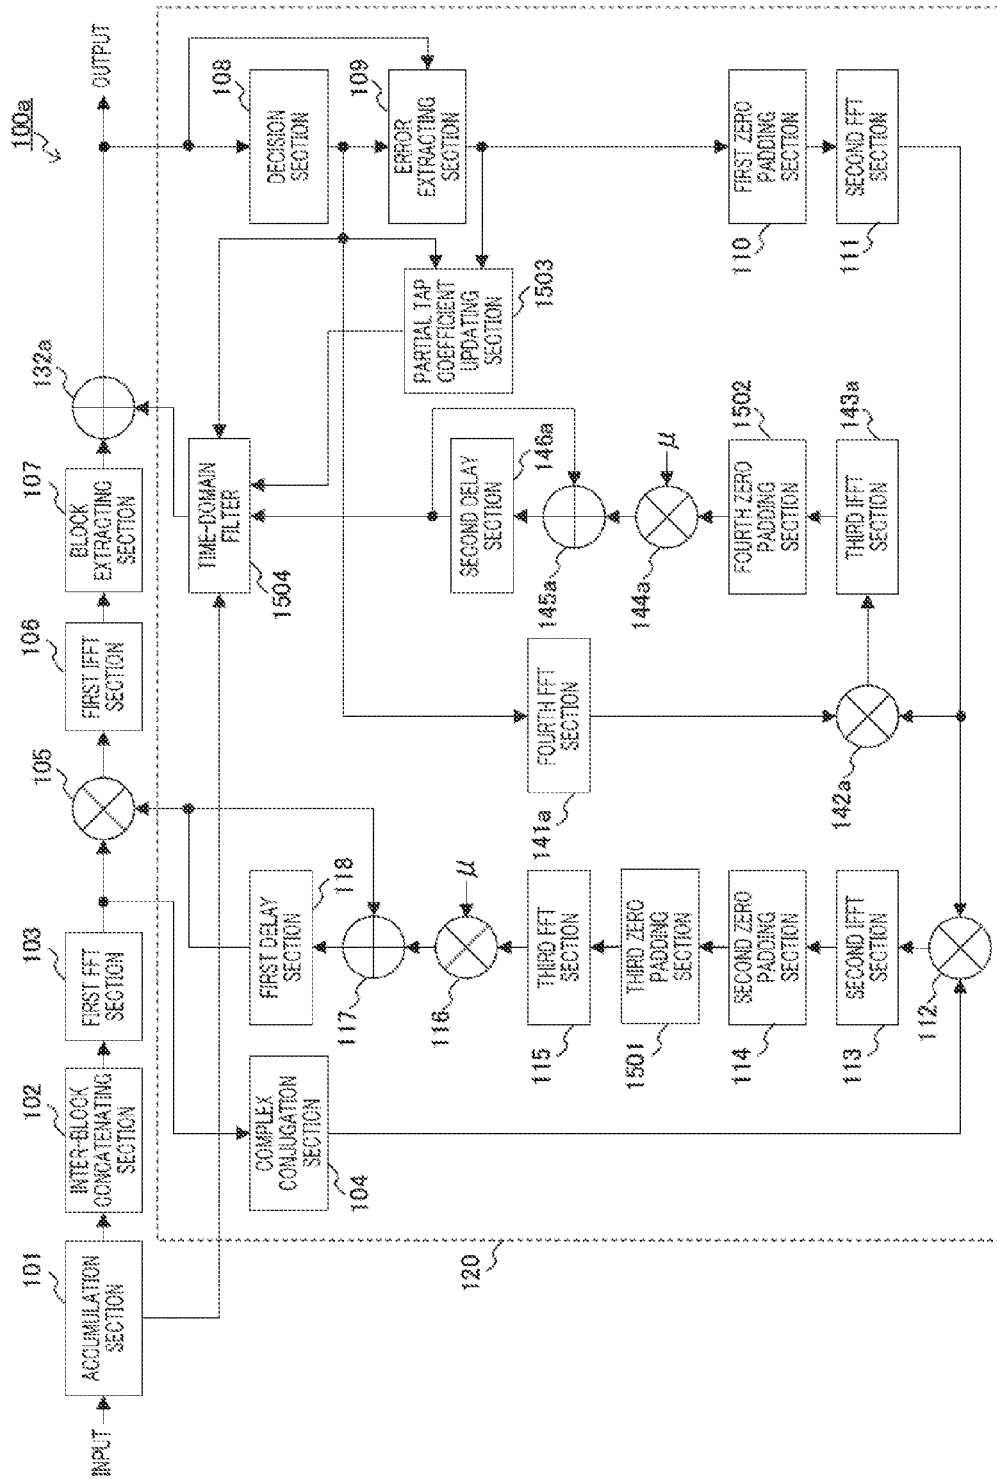 100a
INPUT
101
ACCUMULATION
SECTION
102
INTER-BLOCK
CONCATENATING
SECTION
103
FIRST FFT
SECTION
105
106
FIRST IFFT
SECTION
107
BLOCK
EXTRACTING
SECTION
132a
OUTPUT
120
COMPLEX
CONJUGATION
SECTION
104
FIRST DELAY
SECTION
118
117
μ
116
THIRD FFT
SECTION
115
THIRD ZERO
PADDING
SECTION
1501
SECOND ZERO
PADDING
SECTION
114
SECOND IFFT
SECTION
113
112
TIME-DOMAIN
FILTER
1504
FOURTH FFT
SECTION
141a
142a
SECOND DELAY
SECTION
146a
145a
μ
144a
FOURTH ZERO
PADDING
SECTION
1502
THIRD IFFT
SECTION
143a
PARTIAL TAP
COEFFICIENT
UPDATING
SECTION
1503
DECISION
SECTION
108
ERROR
EXTRACTING
SECTION
109
FIRST ZERO
PADDING
SECTION
110
SECOND FFT
SECTION
111